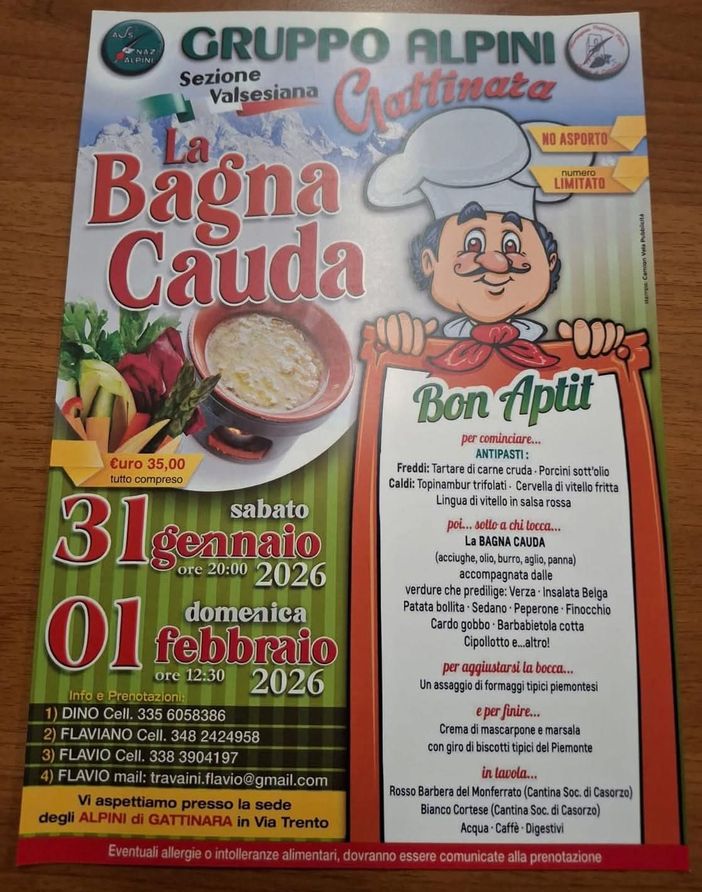 AJS
NAZ
ALPINI
GRUPPO ALPINI
Sezione
Valsesiana
Gattinara
NO ASPORTO
numero
LIMITATO
La
Bagna
Cauda
stampa: Camion Vela Pubblicità
€uro 35,00
tutto compreso
sabato
31 gennaio
ore 20:00 2026
domenica
01 febbraio
ore 12:30 2026
Info e Prenotazioni:
1) DINO Cell. 335 6058386
2) FLAVIANO Cell. 348 2424958
3) FLAVIO Cell. 338 3904197
4) FLAVIO mail: travaini.flavio@gmail.com
Vi aspettiamo presso la sede
degli ALPINI di GATTINARA in Via Trento
Bon Aptit
per cominciare...
ANTIPASTI :
Freddi: Tartare di carne cruda · Porcini sott'olio
Caldi: Topinambur trifolati · Cervella di vitello fritta
Lingua di vitello in salsa rossa
poi... sotto a chi tocca...
La BAGNA CAUDA
(acciughe, olio, burro, aglio, panna)
accompagnata dalle
verdure che predilige: Verza · Insalata Belga
Patata bollita · Sedano · Peperone · Finocchio
Cardo gobbo · Barbabietola cotta
Cipollotto e...altro!
per aggiustarsi la bocca...
Un assaggio di formaggi tipici piemontesi
e per finire...
Crema di mascarpone e marsala
con giro di biscotti tipici del Piemonte
in tavola...
Rosso Barbera del Monferrato (Cantina Soc. di Casorzo)
Bianco Cortese (Cantina Soc. di Casorzo)
Acqua · Caffè · Digestivi
Eventuali allergie o intolleranze alimentari, dovranno essere comunicate alla prenotazione